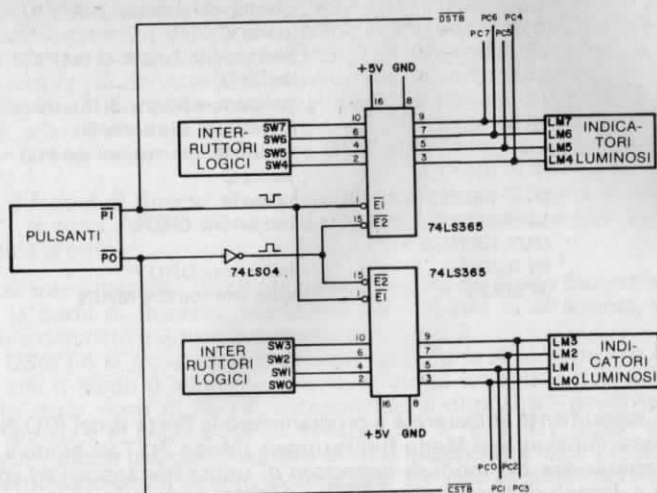 DSTB
PC6 PC4
PC7 PC5
+5V GND
16 8
INTER-
RUTTORI
LOGICI
SW7
SW6
SW5
SW4
10
6
4
2
9
7
5
3
LM7
LM6
LM5
LM4
INDICA-
TORI
LUMINOSI
1 E1
15 E2
74LS365
PULSANTI
P1
P0
74LS04
74LS365
15 E2
1 E1
INTER
RUTTORI
LOGICI
SW3
SW2
SW1
SW0
10
6
4
2
9
7
5
3
LM3
LM2
LM1
LM0
INDI-
CATORI
LUMINOSI
16 8
+5V GND
PC0 PC2
PC1 PC3
CSTB